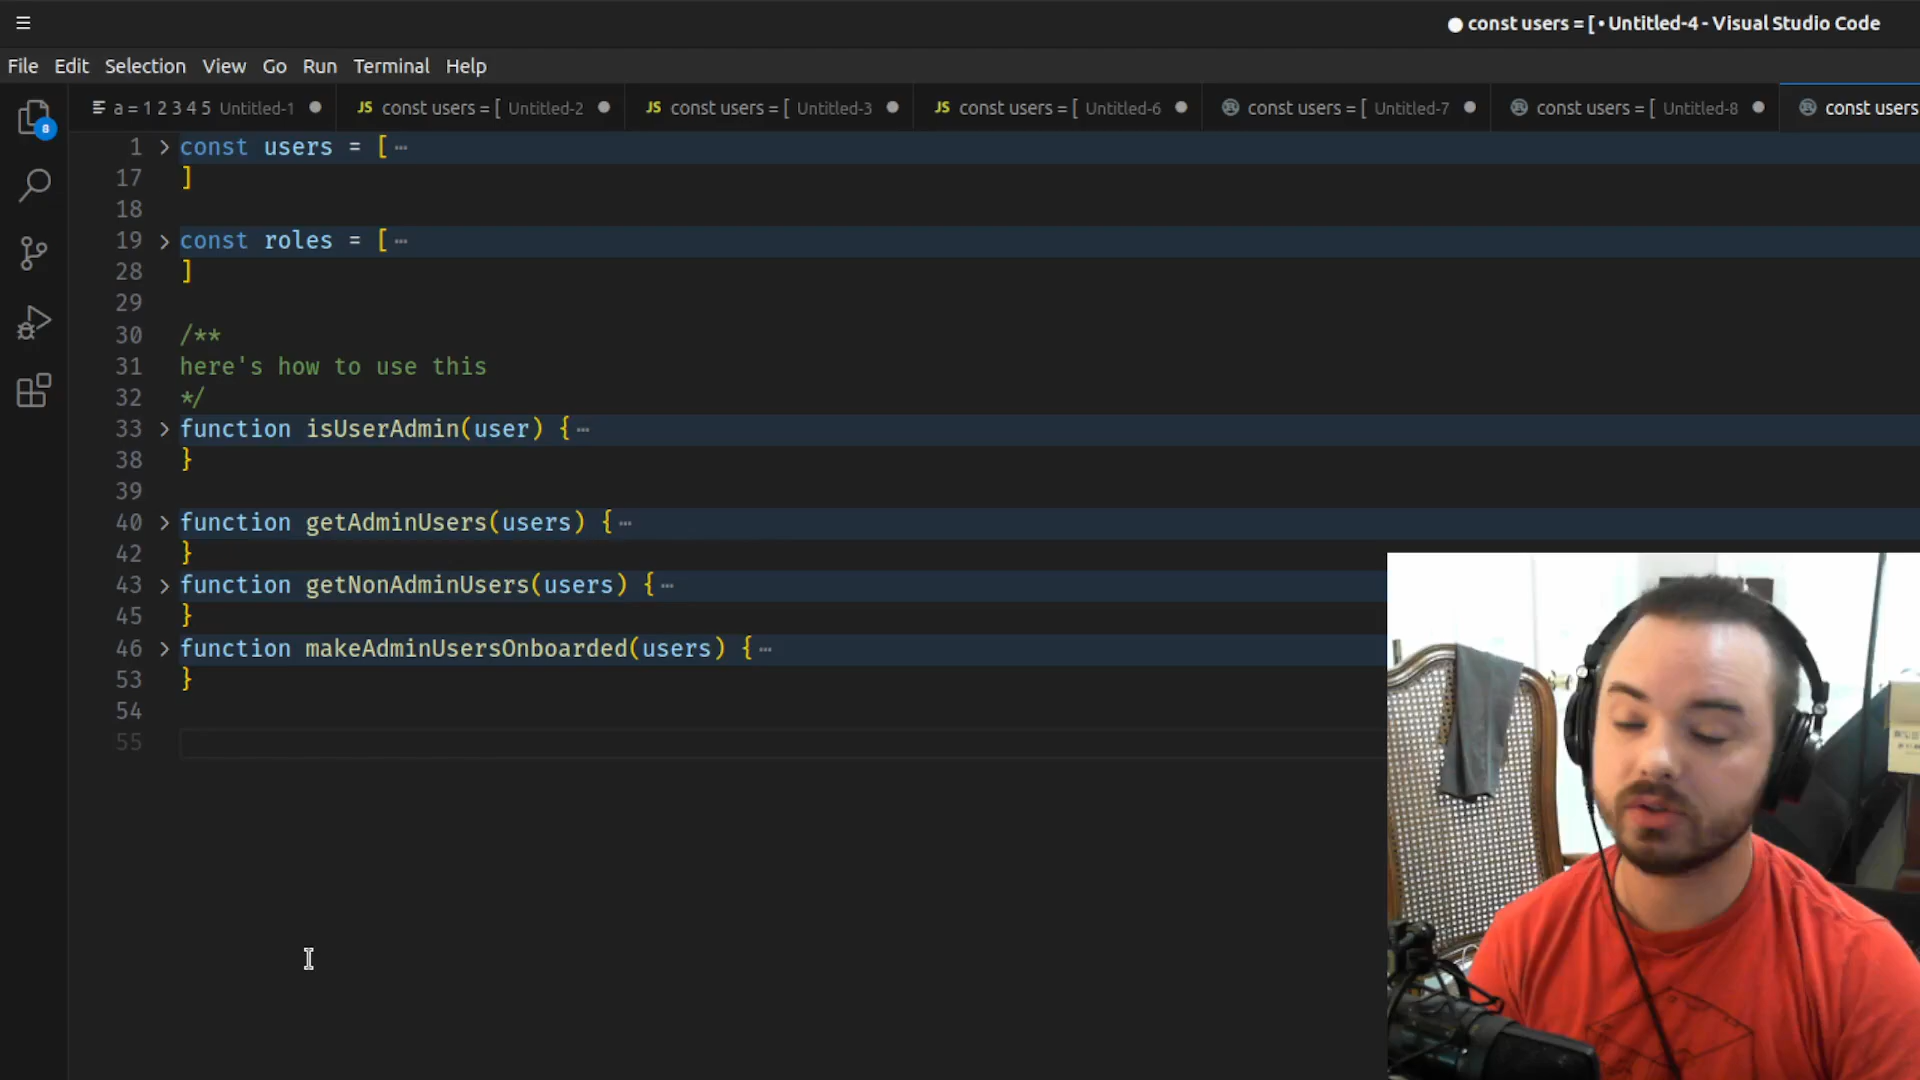 const users = [ • Untitled-4 - Visual Studio Code
File Edit Selection View Go Run Terminal Help
a = 1 2 3 4 5 Untitled-1
JS const users = [ Untitled-2
JS const users = [ Untitled-3
JS const users = [ Untitled-6
const users = [ Untitled-7
const users = [ Untitled-8
const users
8
1 const users = [ ⋯
17 ]
18
19 const roles = [ ⋯
28 ]
29
30 /**
31 here's how to use this
32 */
33 function isUserAdmin(user) { ⋯
38 }
39
40 function getAdminUsers(users) { ⋯
42 }
43 function getNonAdminUsers(users) { ⋯
45 }
46 function makeAdminUsersOnboarded(users) { ⋯
53 }
54
55